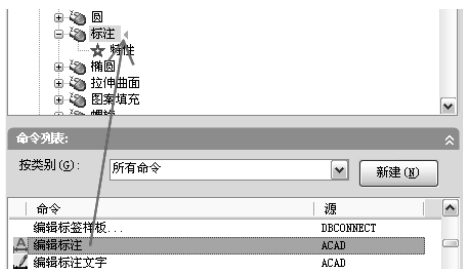 圆
标注
特性
椭圆
拉伸曲面
图案填充
螺旋
命令列表:
按类别(G): 所有命令 新建(N)
命令 源
编辑标签样板... DBCONNECT
编辑标注 ACAD
编辑标注文字 ACAD